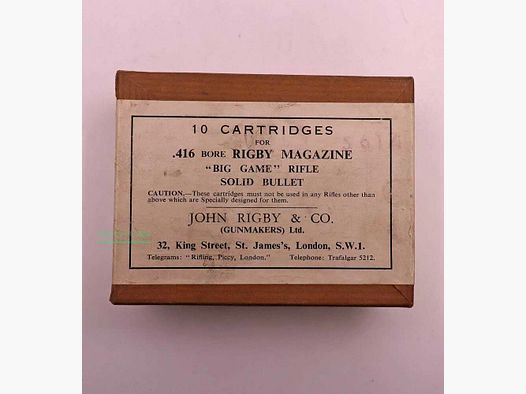 10 CARTRIDGES
FOR
.416 BORE RIGBY MAGAZINE
"BIG GAME" RIFLE
SOLID BULLET
CAUTION.—These cartridges must not be used in any Rifles other than
above which are Specially designed for them.
JOHN RIGBY & CO.
(GUNMAKERS) Ltd.
32, King Street, St. James's, London, S.W.1.
Telegrams: "Rifling, Piccy, London." Telephone: Trafalgar 5212.